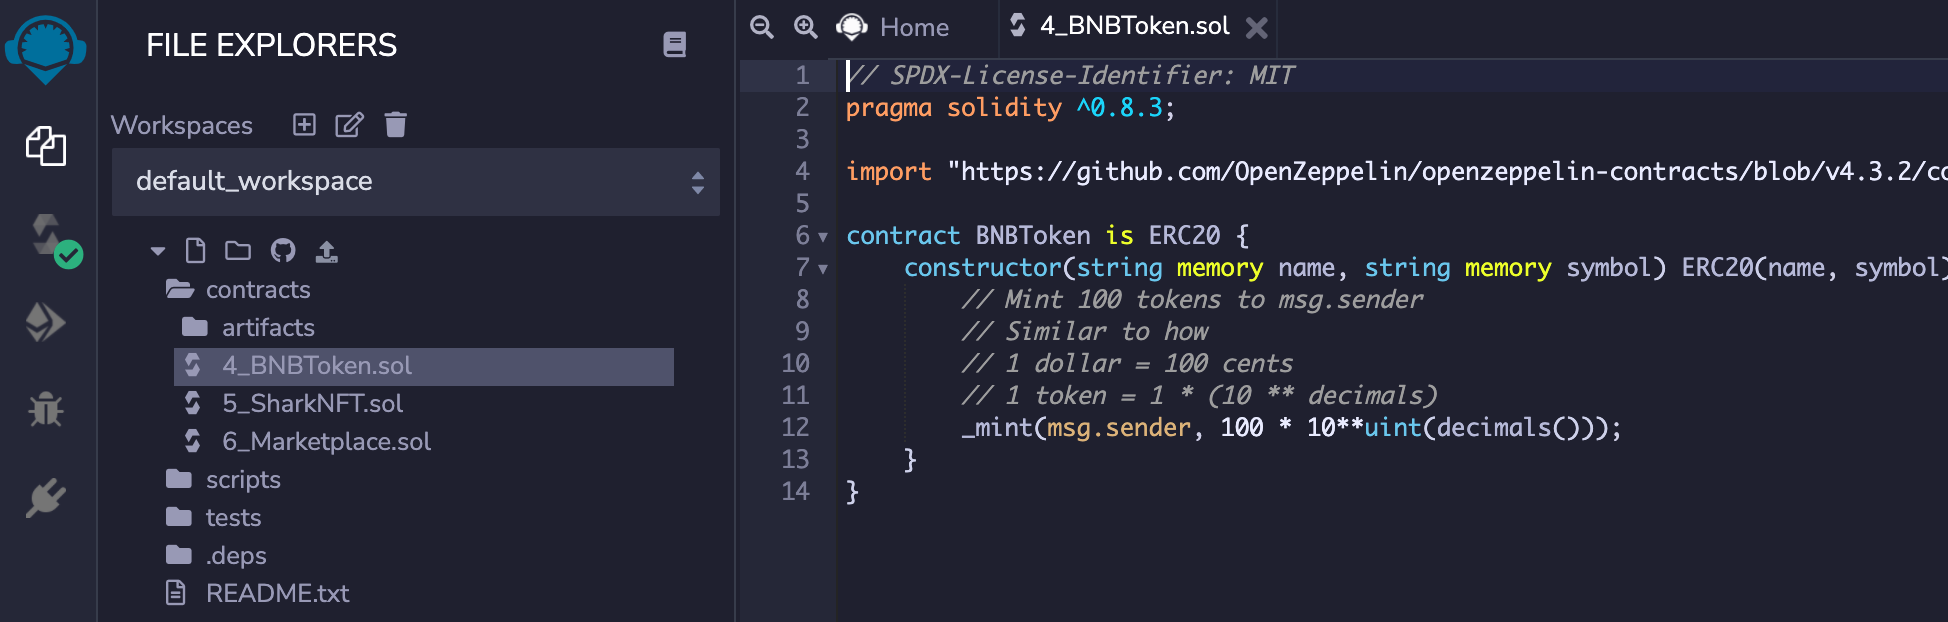 FILE EXPLORERS
Workspaces
default_workspace
contracts
artifacts
4_BNBToken.sol
5_SharkNFT.sol
6_Marketplace.sol
scripts
tests
.deps
README.txt
Home
4_BNBToken.sol
1 // SPDX-License-Identifier: MIT
2 pragma solidity ^0.8.3;
3
4 import "https://github.com/OpenZeppelin/openzeppelin-contracts/blob/v4.3.2/co
5
6 contract BNBToken is ERC20 {
7 constructor(string memory name, string memory symbol) ERC20(name, symbol)
8 // Mint 100 tokens to msg.sender
9 // Similar to how
10 // 1 dollar = 100 cents
11 // 1 token = 1 * (10 ** decimals)
12 _mint(msg.sender, 100 * 10**uint(decimals()));
13 }
14 }